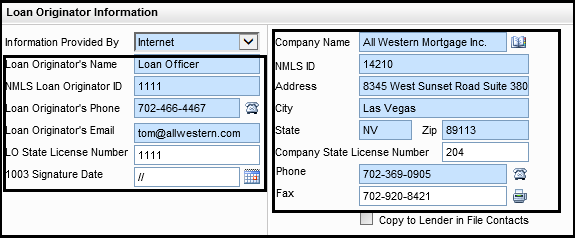 Loan Originator Information
Information Provided By Internet
Loan Originator's Name Loan Officer
NMLS Loan Originator ID 1111
Loan Originator's Phone 702-466-4467
Loan Originator's Email tom@allwestern.com
LO State License Number 1111
1003 Signature Date //
Company Name All Western Mortgage Inc.
NMLS ID 14210
Address 8345 West Sunset Road Suite 380
City Las Vegas
State NV Zip 89113
Company State License Number 204
Phone 702-369-0905
Fax 702-920-8421
Copy to Lender in File Contacts